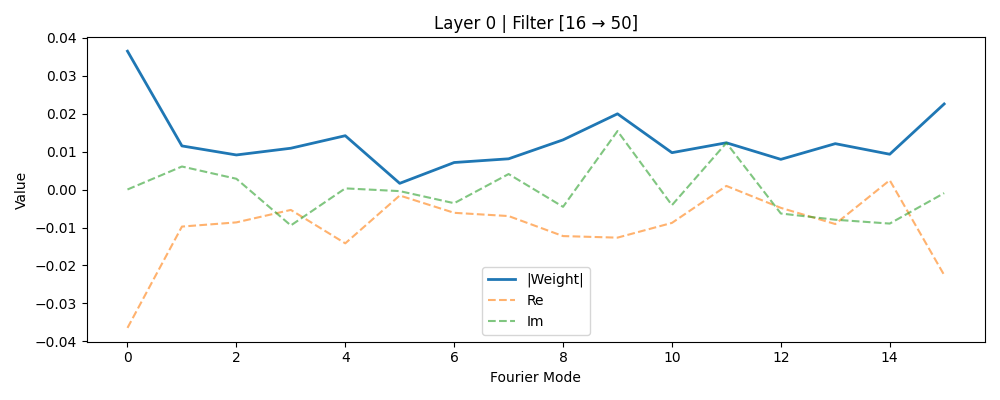 Layer 0 | Filter [16 → 50]
0.04
0.03
0.02
0.01
0.00
−0.01
−0.02
−0.03
−0.04
Value
|Weight|
Re
Im
0 2 4 6 8 10 12 14
Fourier Mode